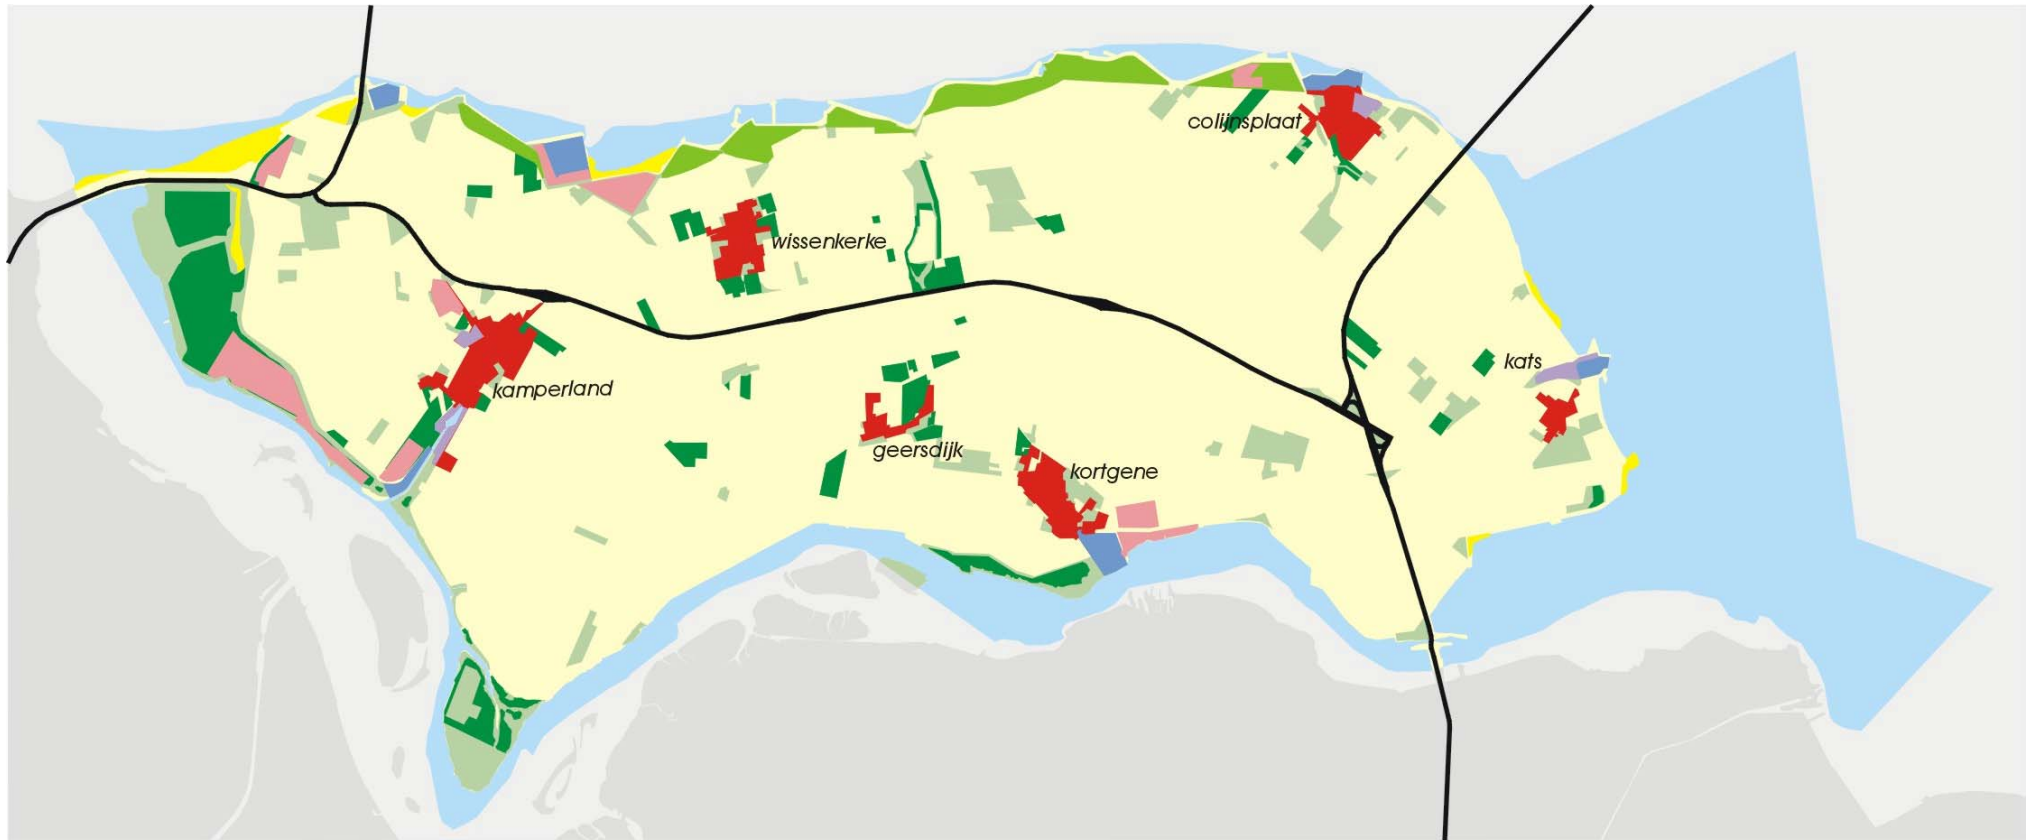 colijnsplaat
wissenkerke
kats
kamperland
geersdijk
kortgene